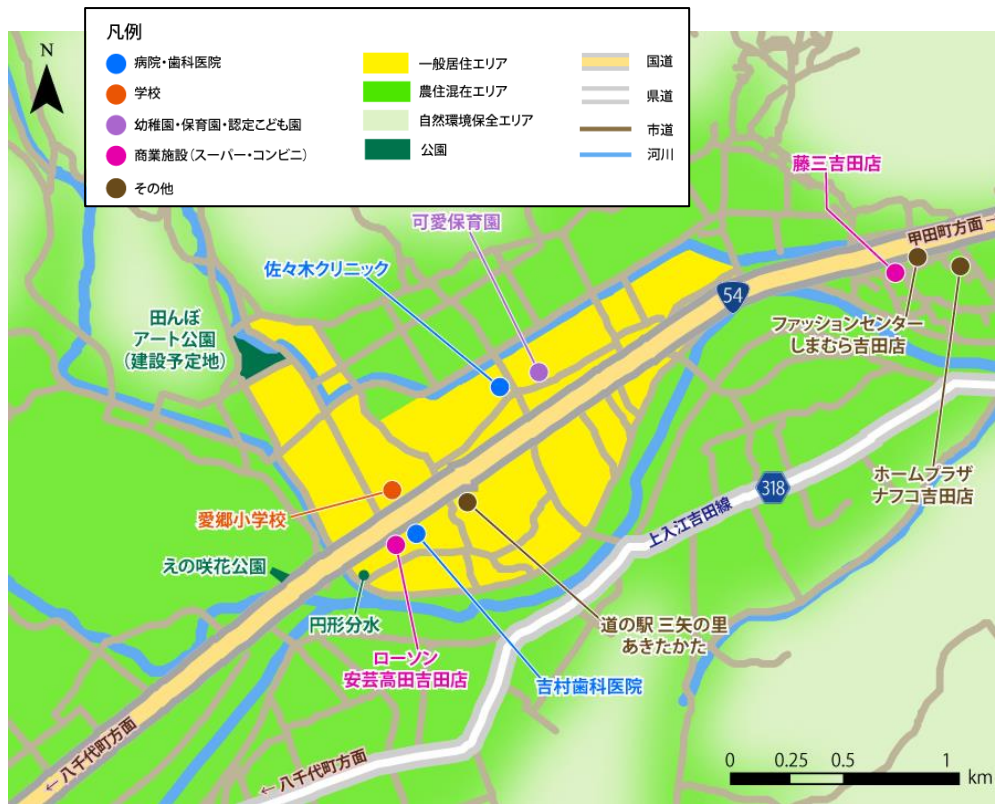 凡例
病院・歯科医院
学校
幼稚園・保育園・認定こども園
商業施設（スーパー・コンビニ）
その他
一般居住エリア
農住混在エリア
自然環境保全エリア
公園
国道
県道
市道
河川
N
藤三吉田店
可愛保育園
甲田町方面→
佐々木クリニック
54
田んぼ
アート公園
（建設予定地）
ファッションセンター
しまむら吉田店
ホームプラザ
ナフコ吉田店
318
愛郷小学校
上入江吉田線
えの咲花公園
円形分水
道の駅 三矢の里
あきたかた
ローソン
安芸高田吉田店
吉村歯科医院
←八千代町方面
←八千代町方面
0 0.25 0.5 1
km